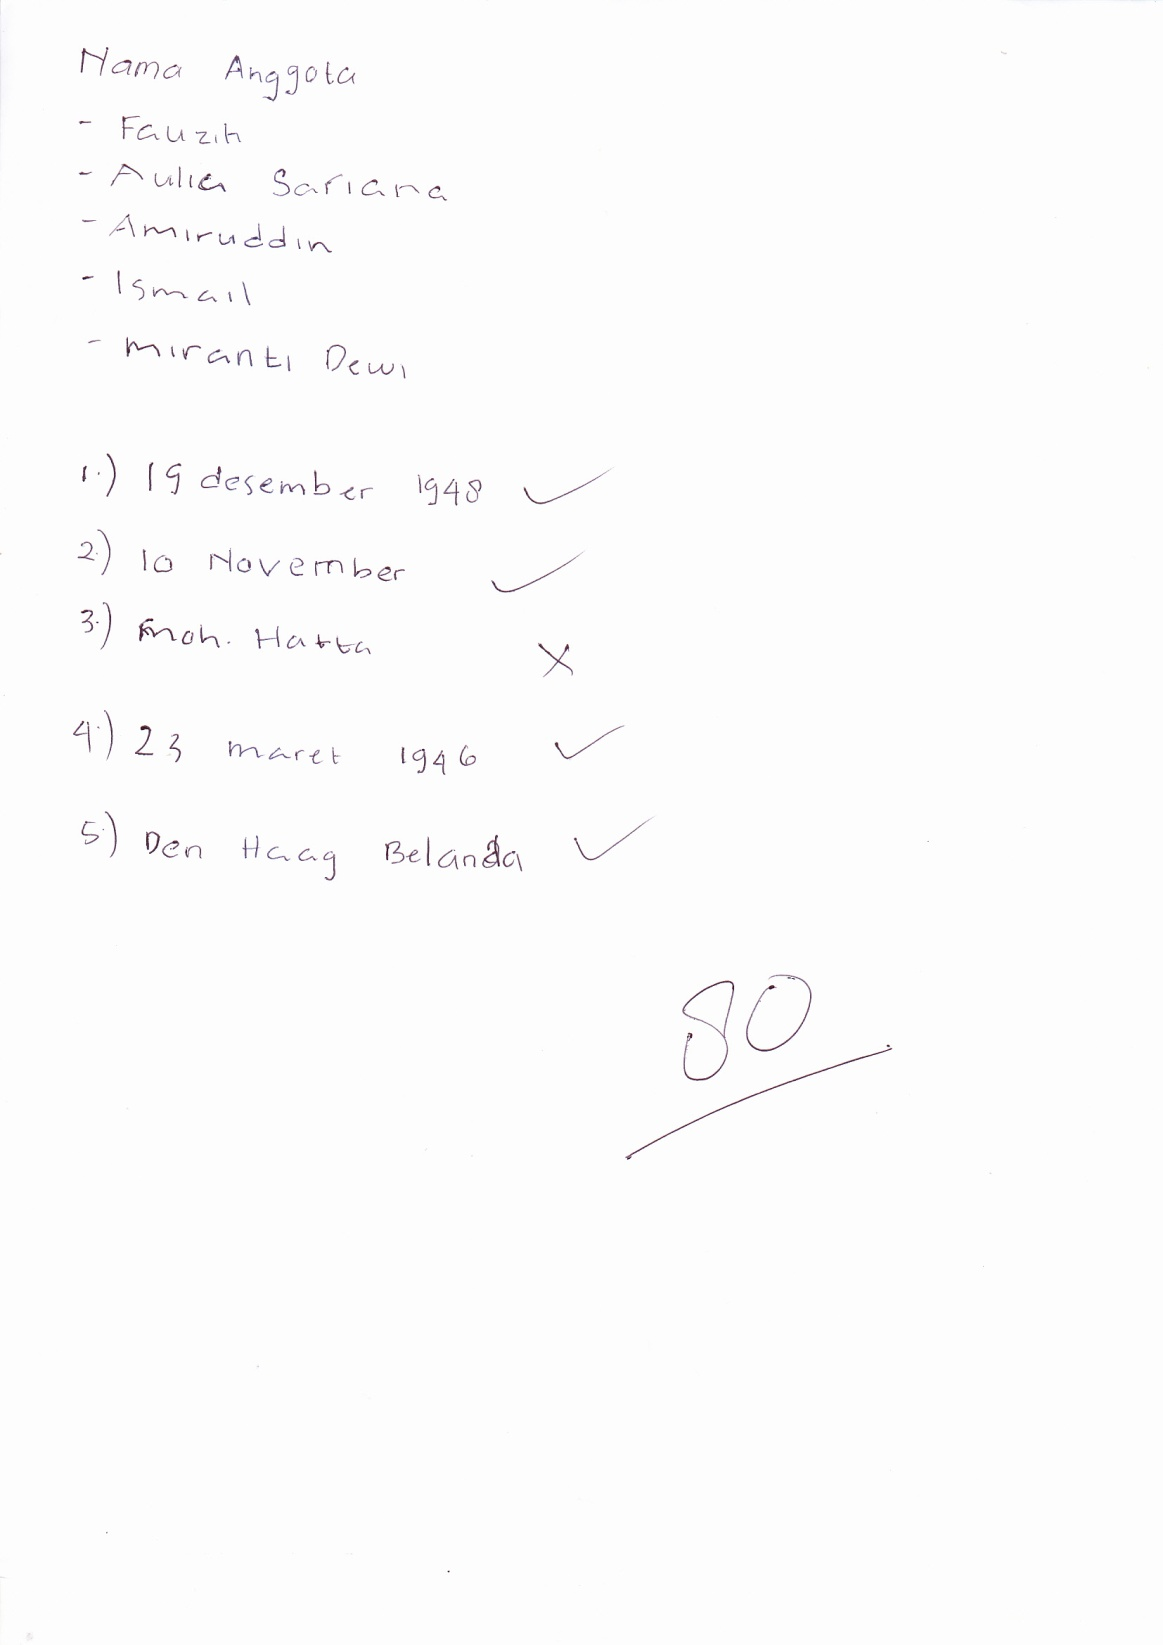 Nama Anggota
- Fauzih
- Aulia Sariana
- Amiruddin
- Ismail
- Miranti Dewi
1.) 19 desember 1948 ✓
2.) 10 November ✓
3.) moh. Hatta X
4.) 23 maret 1946 ✓
5.) Den Haag Belanda ✓
80